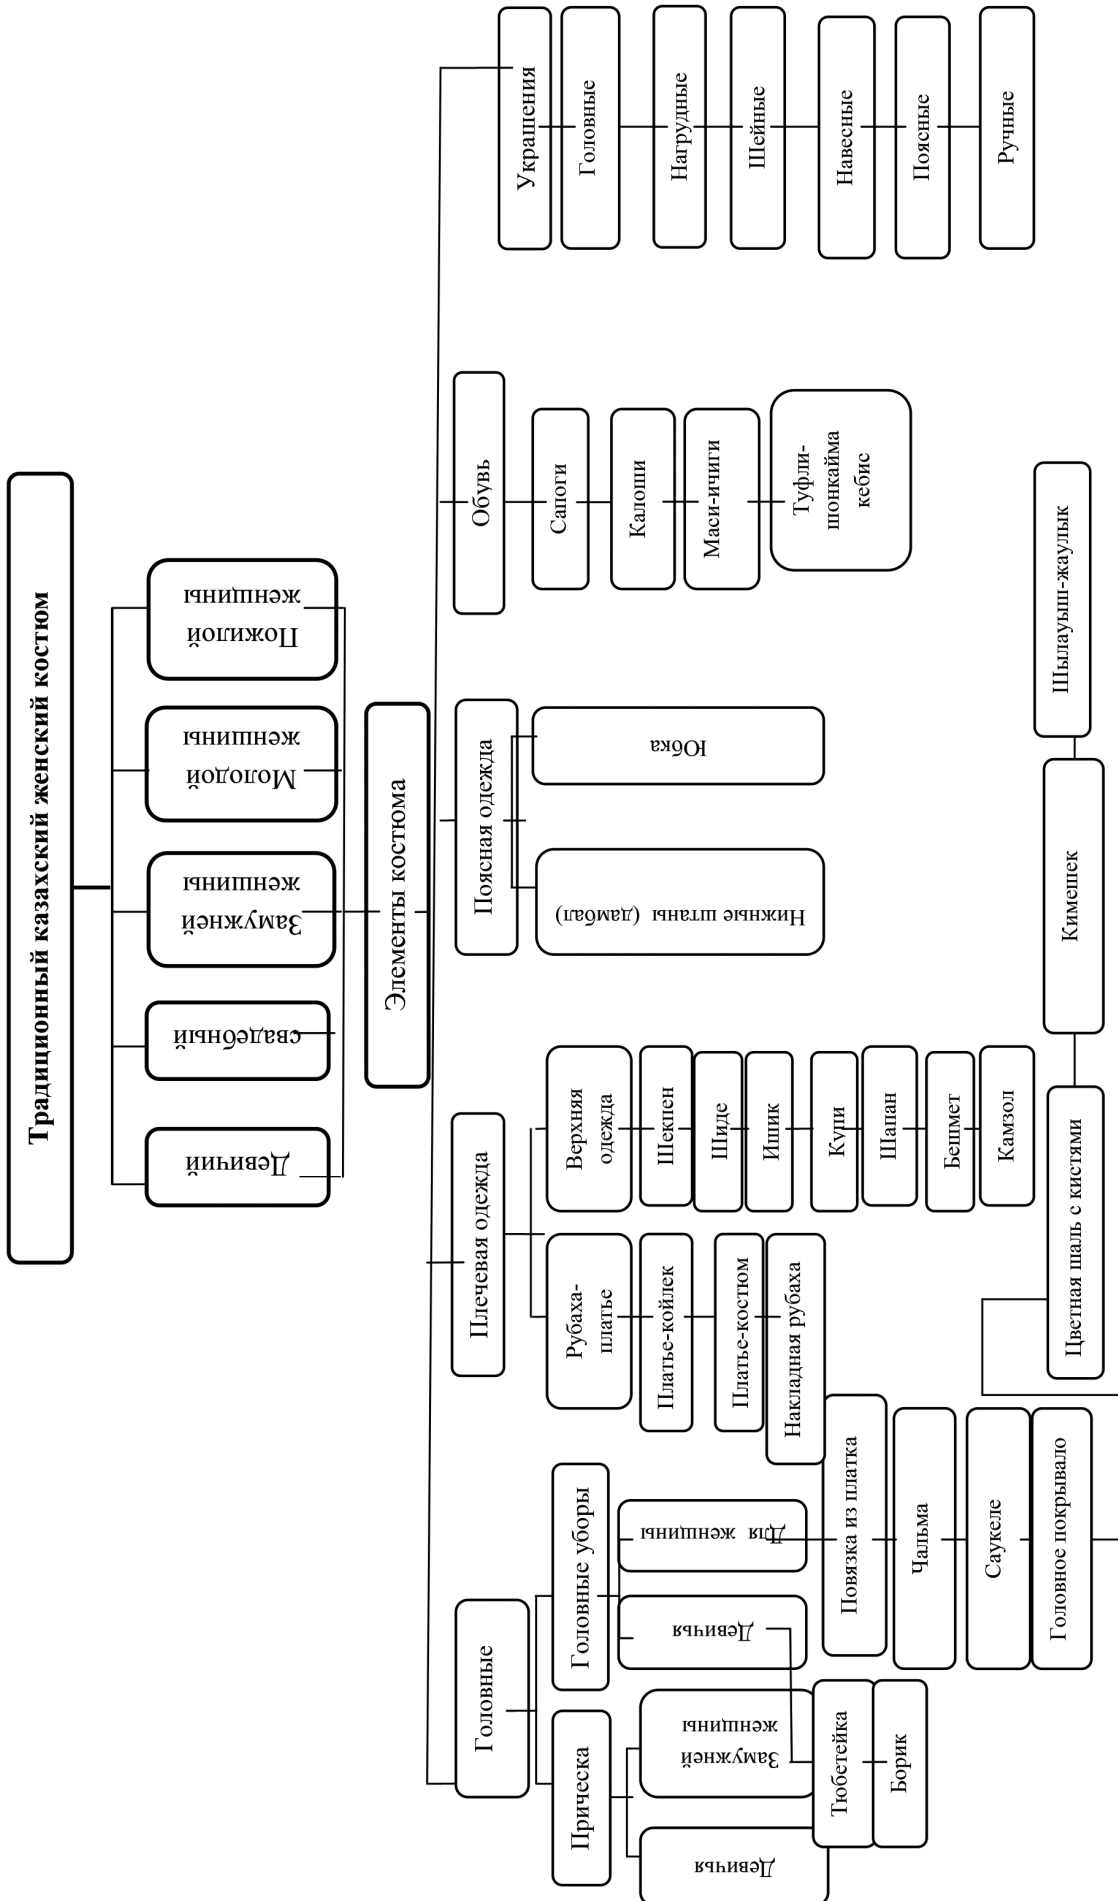 Традиционный казахский женский костюм
Девичий
свадебный
Замужней
женщины
Молодой
женщины
Пожилой
женщины
Элементы костюма
Головные
Плечевая одежда
Поясная одежда
Обувь
Украшения
Прическа
Головные уборы
Девичья
Замужней
женщины
Девичья
Для женщины
Тюбетейка
Борик
Повязка из платка
Чальма
Саукеле
Головное покрывало
Цветная шаль с кистями
Кимешек
Шылауыш-жаулык
Рубаха-
платье
Платье-койлек
Платье-костюм
Накладная рубаха
Верхняя
одежда
Шекпен
Шиде
Ишик
Купи
Шапан
Бешмет
Камзол
Нижные штаны (дамбал)
Юбка
Сапоги
Калоши
Маси-ичиги
Туфли-
шонкайма
кебис
Головные
Нагрудные
Шейные
Навесные
Поясные
Ручные